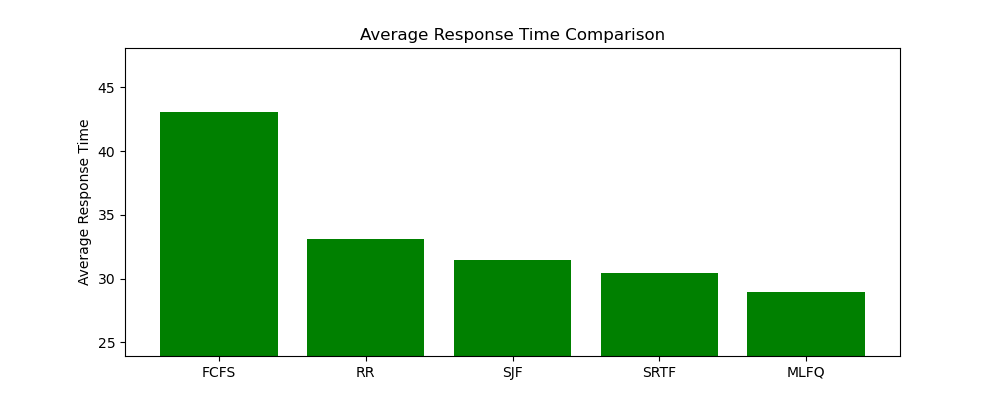 Average Response Time Comparison
Average Response Time
45
40
35
30
25
FCFS RR SJF SRTF MLFQ